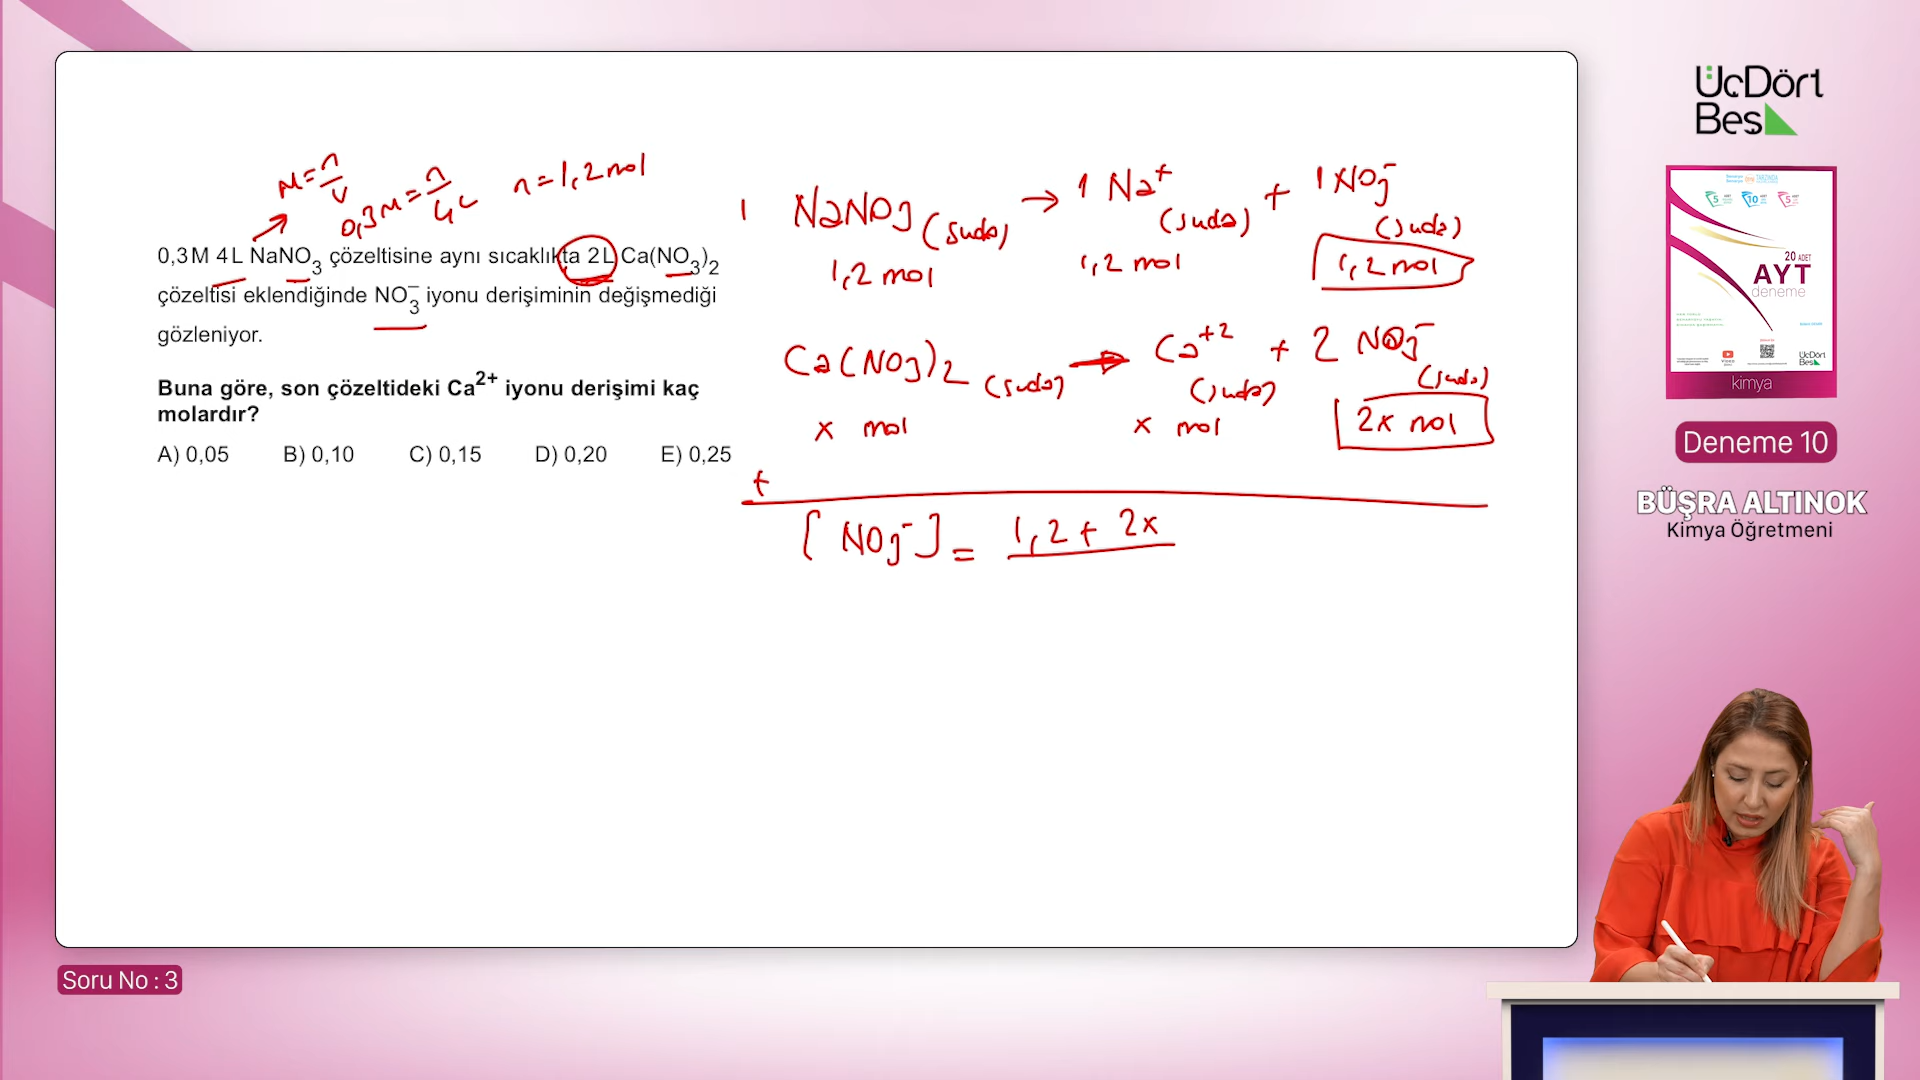 M=n/V
0,3M=n/4L
n=1,2mol
0,3M 4L NaNO3 çözeltisine aynı sıcaklıkta 2L Ca(NO3)2
çözeltisi eklendiğinde NO3− iyonu derişiminin değişmediği
gözleniyor.
Buna göre, son çözeltideki Ca2+ iyonu derişimi kaç
molardır?
A) 0,05 B) 0,10 C) 0,15 D) 0,20 E) 0,25
1 NaNO3(suda) → 1 Na+(suda) + 1 NO3−(suda)
1,2 mol 1,2 mol 1,2 mol
Ca(NO3)2(suda) → Ca+2(suda) + 2 NO3−(suda)
x mol x mol 2x mol
+
[NO3−] = 1,2 + 2x
ÜçDört
Beş
20 ADET
AYT
deneme
ÜçDört
Beş
kimya
Deneme 10
BÜŞRA ALTINOK
Kimya Öğretmeni
Soru No : 3